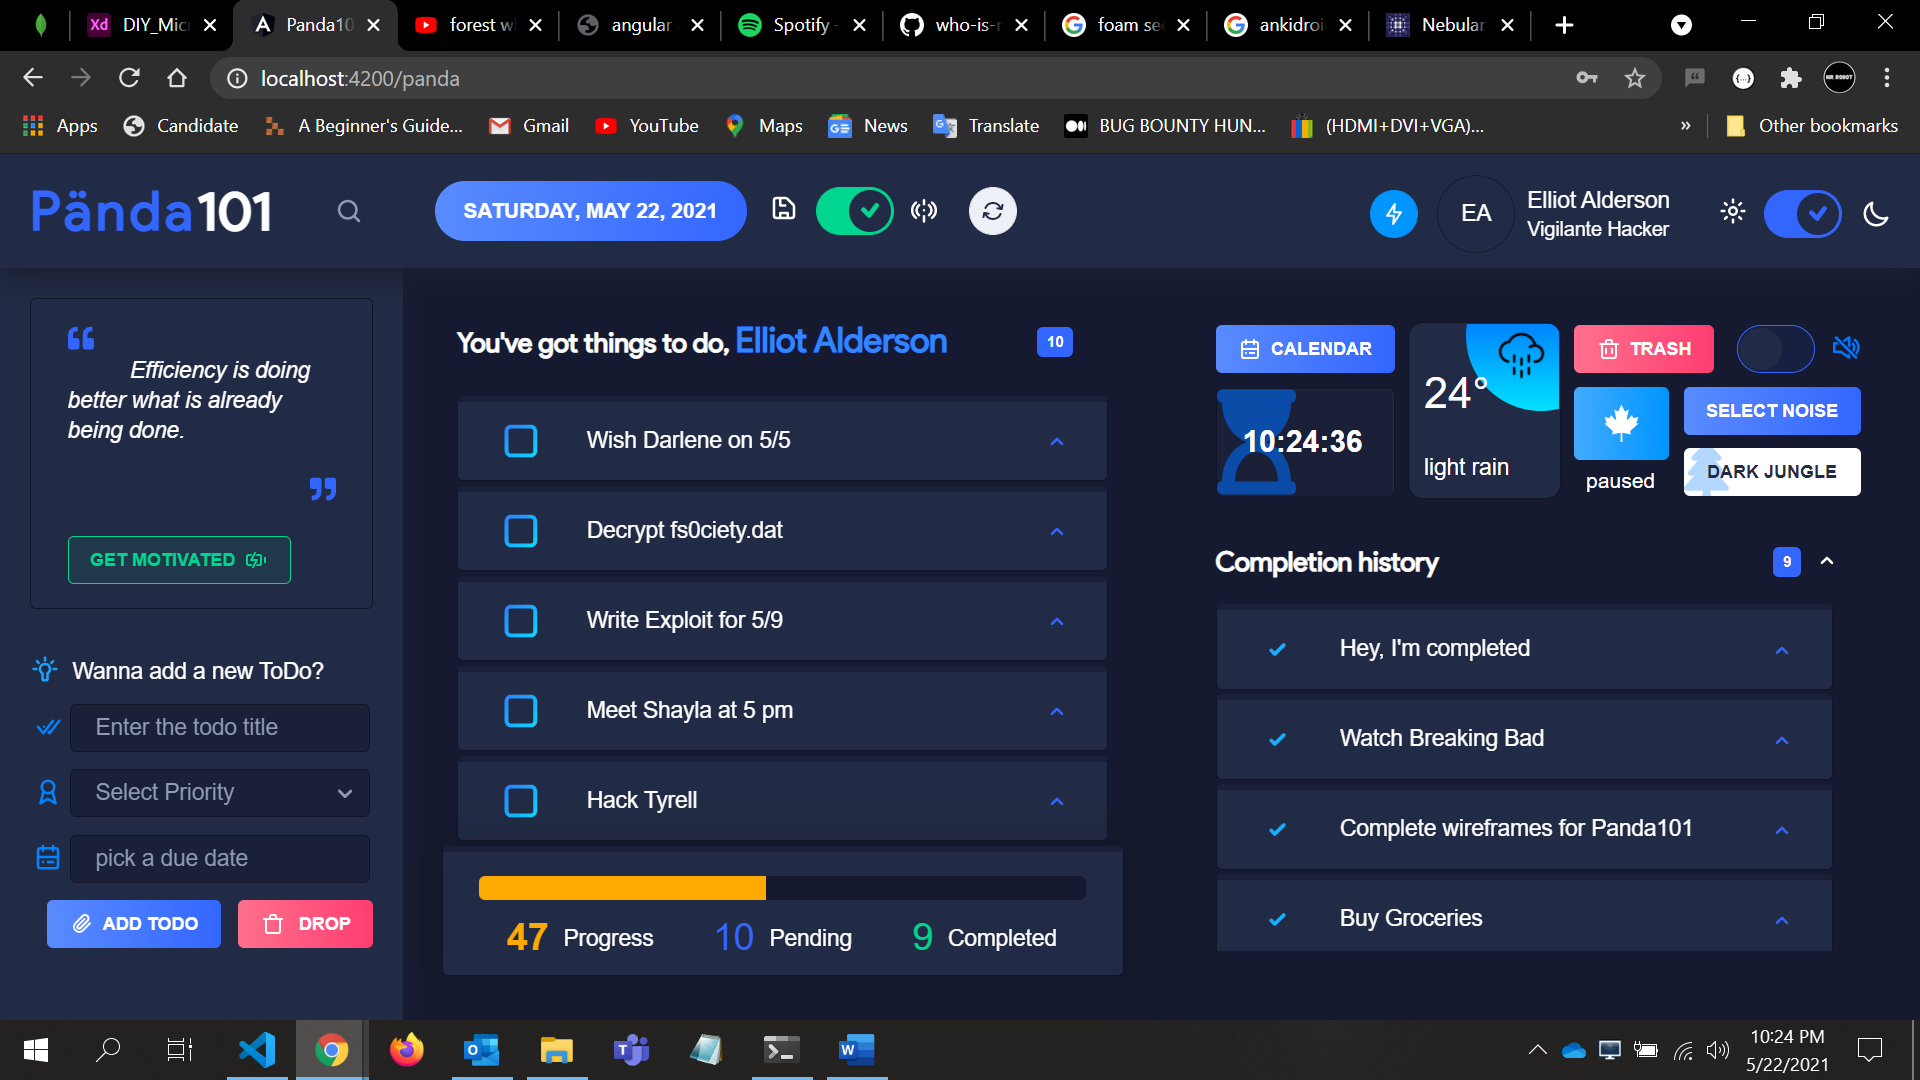 DIY_Mic
Panda10
forest w
angular
Spotify -
who-is-r
foam se
ankidroi
Nebular
localhost:4200/panda
Apps
Candidate
A Beginner's Guide...
Gmail
YouTube
Maps
News
Translate
BUG BOUNTY HUN...
(HDMI+DVI+VGA)...
»
Other bookmarks
Pända101
SATURDAY, MAY 22, 2021
EA
Elliot Alderson
Vigilante Hacker
Efficiency is doing
better what is already
being done.
GET MOTIVATED
Wanna add a new ToDo?
Enter the todo title
Select Priority
pick a due date
ADD TODO
DROP
You've got things to do, Elliot Alderson
10
Wish Darlene on 5/5
Decrypt fs0ciety.dat
Write Exploit for 5/9
Meet Shayla at 5 pm
Hack Tyrell
47 Progress
10 Pending
9 Completed
CALENDAR
10:24:36
24°
light rain
TRASH
paused
SELECT NOISE
DARK JUNGLE
Completion history
9
Hey, I'm completed
Watch Breaking Bad
Complete wireframes for Panda101
Buy Groceries
10:24 PM
5/22/2021